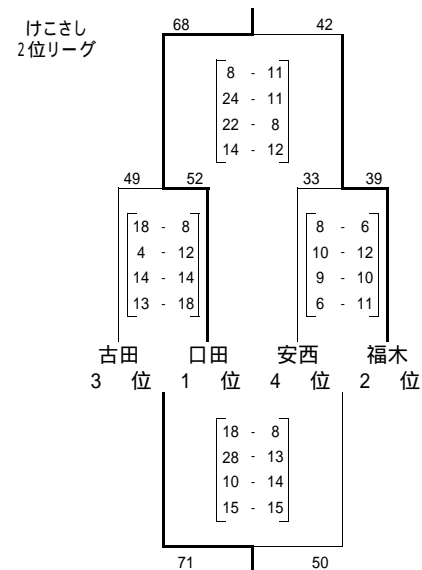 けこさし
2位リーグ
68 42
8 - 11
24 - 11
22 - 8
14 - 12
49 52 33 39
18 - 8 8 - 6
4 - 12 10 - 12
14 - 14 9 - 10
13 - 18 6 - 11
古田 口田 安西 福木
3 位 1 位 4 位 2 位
18 - 8
28 - 13
10 - 14
15 - 15
71 50